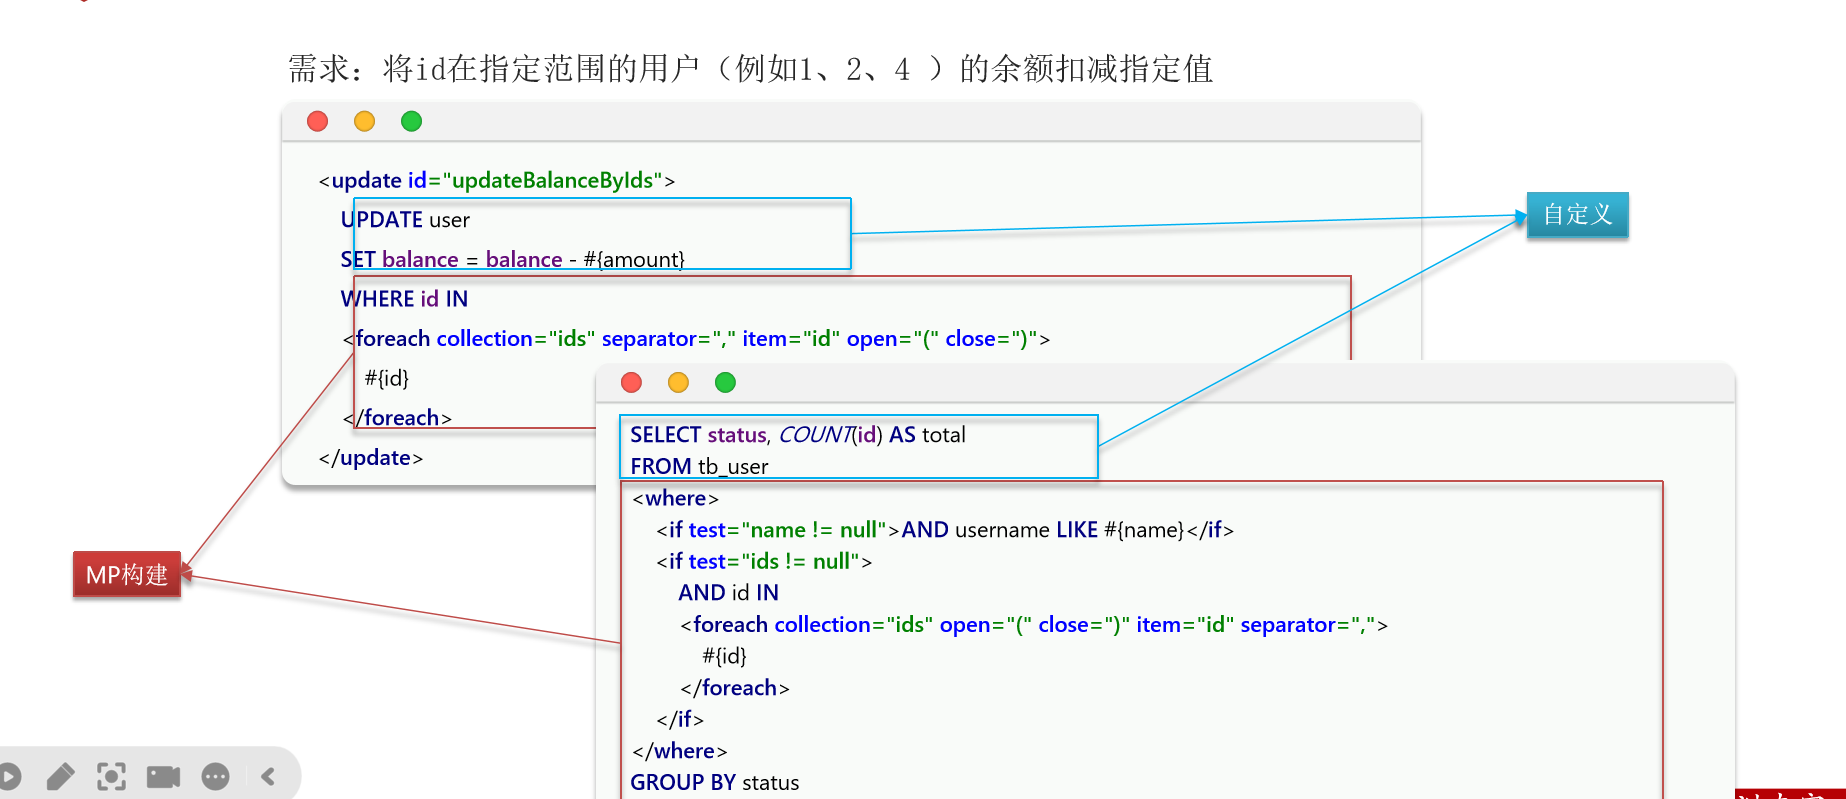 需求：将id在指定范围的用户（例如1、2、4 ）的余额扣减指定值
<update id="updateBalanceByIds">
UPDATE user
SET balance = balance - #{amount}
WHERE id IN
<foreach collection="ids" separator="," item="id" open="(" close=")">
#{id}
</foreach>
</update>
自定义
SELECT status, COUNT(id) AS total
FROM tb_user
<where>
<if test="name != null">AND username LIKE #{name}</if>
<if test="ids != null">
AND id IN
<foreach collection="ids" open="(" close=")" item="id" separator=",">
#{id}
</foreach>
</if>
</where>
GROUP BY status
MP构建